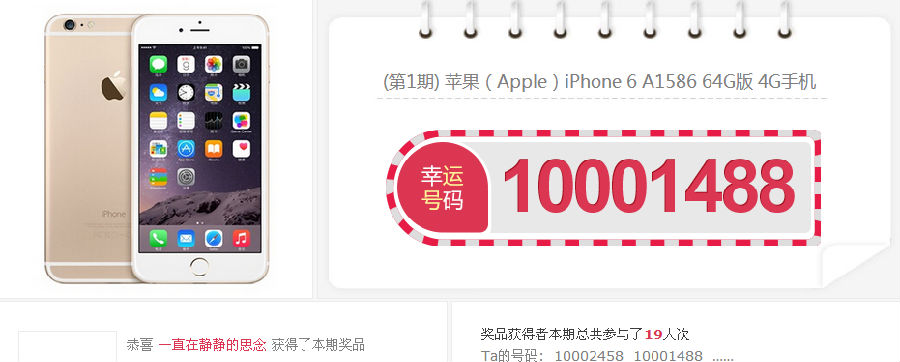 (第1期) 苹果（Apple）iPhone 6 A1586 64G版 4G手机
幸运
号码
10001488
iPhone
恭喜 一直在静静的思念 获得了本期奖品
奖品获得者本期总共参与了19人次
Ta的号码： 10002458 10001488 ......